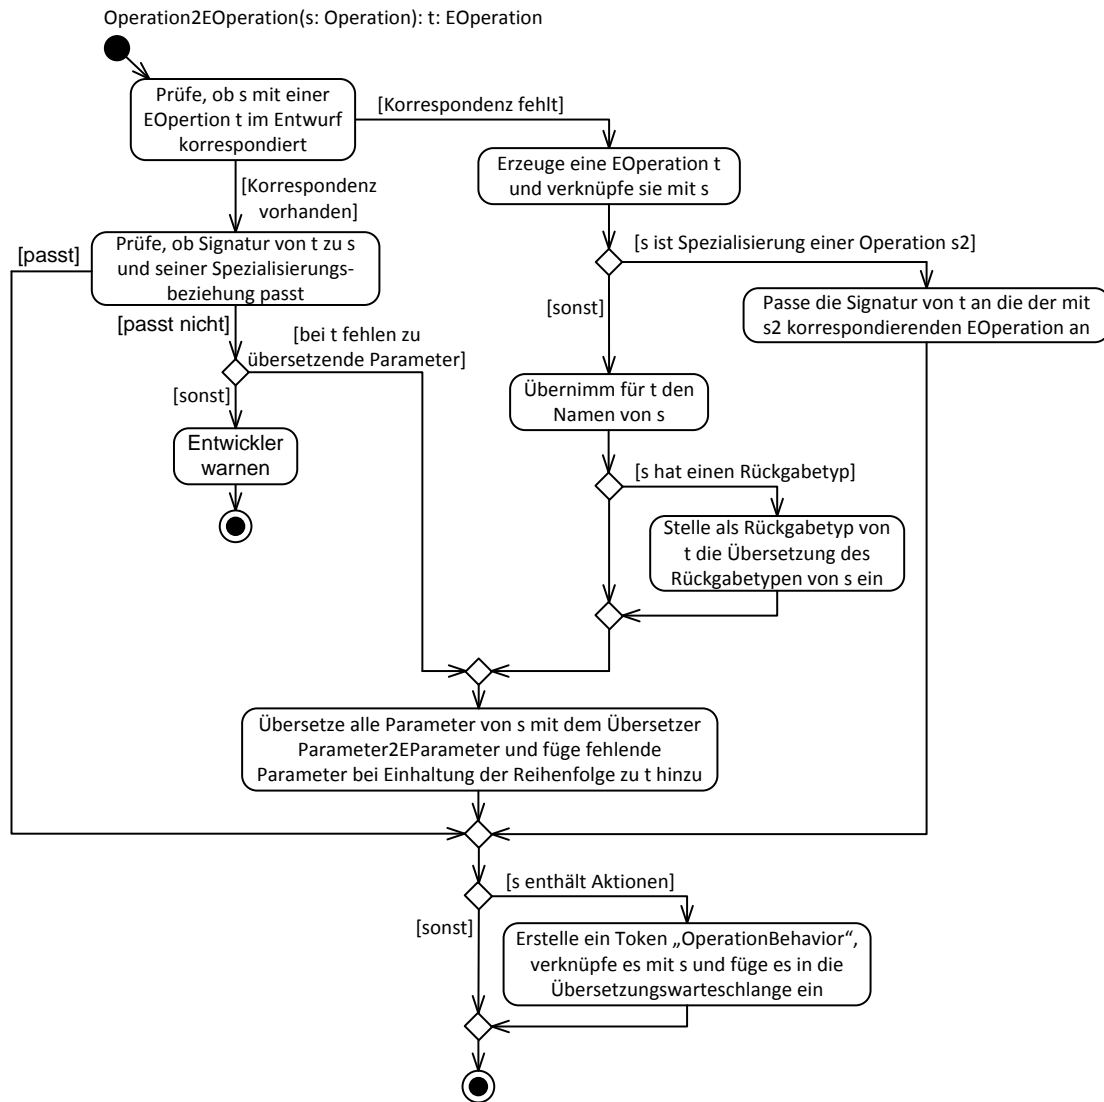 Operation2EOperation(s: Operation): t: EOperation
Prüfe, ob s mit einer
EOpertion t im Entwurf
korrespondiert
[Korrespondenz fehlt]
Erzeuge eine EOperation t
und verknüpfe sie mit s
[Korrespondenz
vorhanden]
[passt]
Prüfe, ob Signatur von t zu s
und seiner Spezialisierungs-
beziehung passt
[s ist Spezialisierung einer Operation s2]
[sonst]
Passe die Signatur von t an die der mit
s2 korrespondierenden EOperation an
[passt nicht]
[bei t fehlen zu
übersetzende Parameter]
[sonst]
Übernimm für t den
Namen von s
Entwickler
warnen
[s hat einen Rückgabetyp]
Stelle als Rückgabetyp von
t die Übersetzung des
Rückgabetypen von s ein
Übersetze alle Parameter von s mit dem Übersetzer
Parameter2EParameter und füge fehlende
Parameter bei Einhaltung der Reihenfolge zu t hinzu
[s enthält Aktionen]
[sonst]
Erstelle ein Token „OperationBehavior“,
verknüpfe es mit s und füge es in die
Übersetzungswarteschlange ein